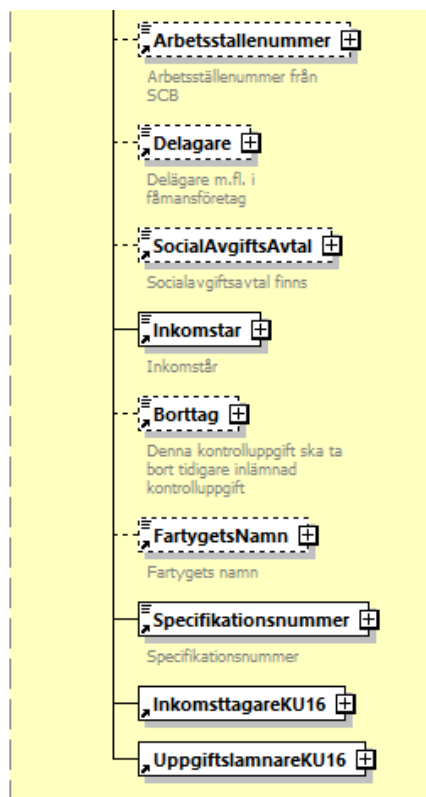 Arbetsstallenummer
Arbetsställenummer från
SCB
Delagare
Delägare m.fl. i
fåmansföretag
SocialAvgiftsAvtal
Socialavgiftsavtal finns
Inkomstar
Inkomstår
Borttag
Denna kontrolluppgift ska ta
bort tidigare inlämnad
kontrolluppgift
FartygetsNamn
Fartygets namn
Specifikationsnummer
Specifikationsnummer
InkomsttagareKU16
UppgiftslamnareKU16